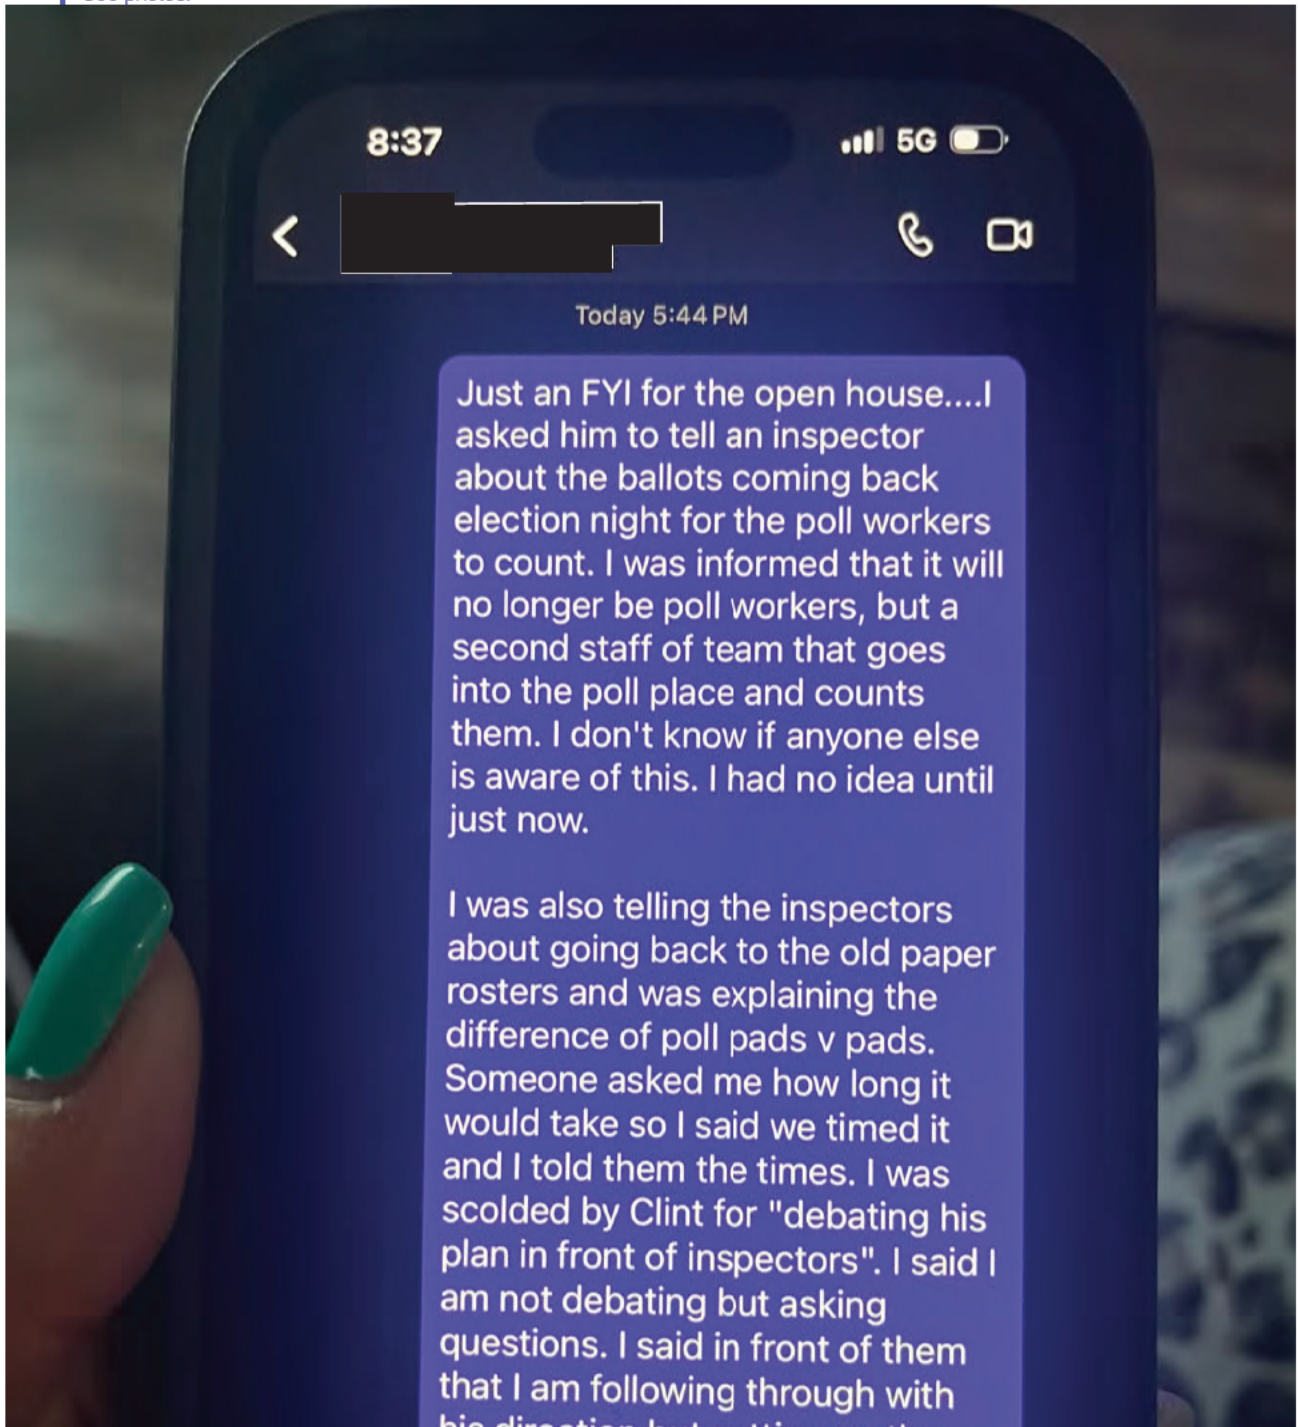 8:37
5G
Today 5:44 PM
Just an FYI for the open house....I
asked him to tell an inspector
about the ballots coming back
election night for the poll workers
to count. I was informed that it will
no longer be poll workers, but a
second staff of team that goes
into the poll place and counts
them. I don't know if anyone else
is aware of this. I had no idea until
just now.
I was also telling the inspectors
about going back to the old paper
rosters and was explaining the
difference of poll pads v pads.
Someone asked me how long it
would take so I said we timed it
and I told them the times. I was
scolded by Clint for "debating his
plan in front of inspectors". I said I
am not debating but asking
questions. I said in front of them
that I am following through with
his direction but